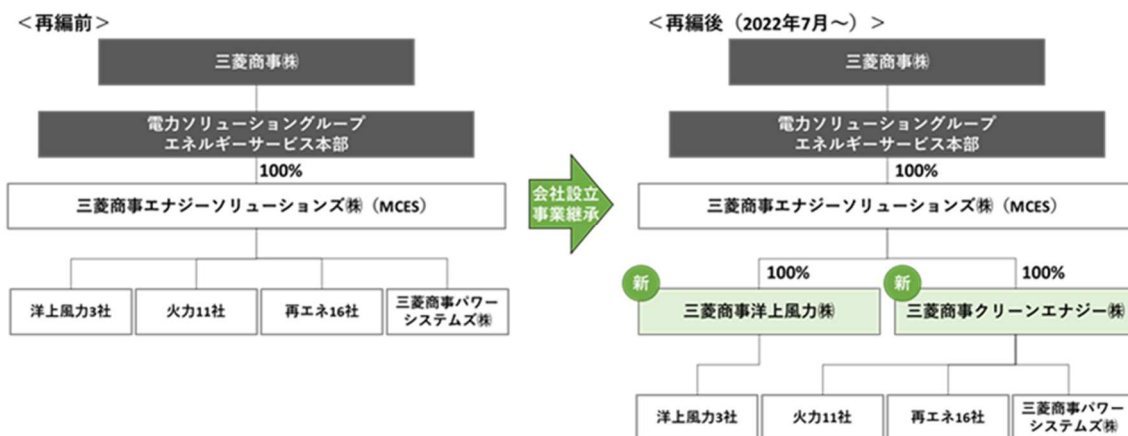 ＜再編前＞
三菱商事㈱
電力ソリューショングループ
エネルギーサービス本部
100%
三菱商事エナジーソリューションズ㈱（MCES）
洋上風力3社
火力11社
再エネ16社
三菱商事パワー
システムズ㈱
会社設立
事業継承
＜再編後（2022年7月～）＞
三菱商事㈱
電力ソリューショングループ
エネルギーサービス本部
100%
三菱商事エナジーソリューションズ㈱（MCES）
新
100%
三菱商事洋上風力㈱
新
100%
三菱商事クリーンエナジー㈱
洋上風力3社
火力11社
再エネ16社
三菱商事パワー
システムズ㈱